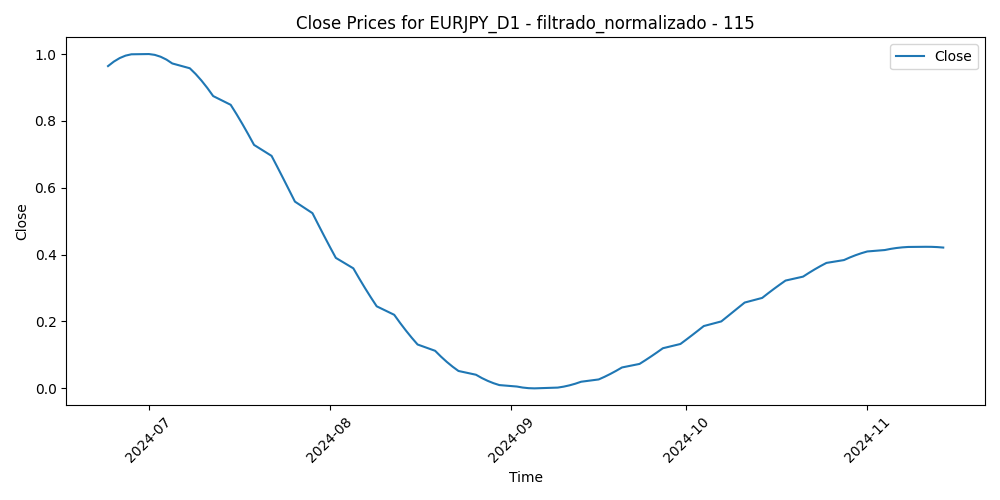 Close Prices for EURJPY_D1 - filtrado_normalizado - 115
Close
1.0
0.8
0.6
0.4
0.2
0.0
Close
2024-07
2024-08
2024-09
2024-10
2024-11
Time